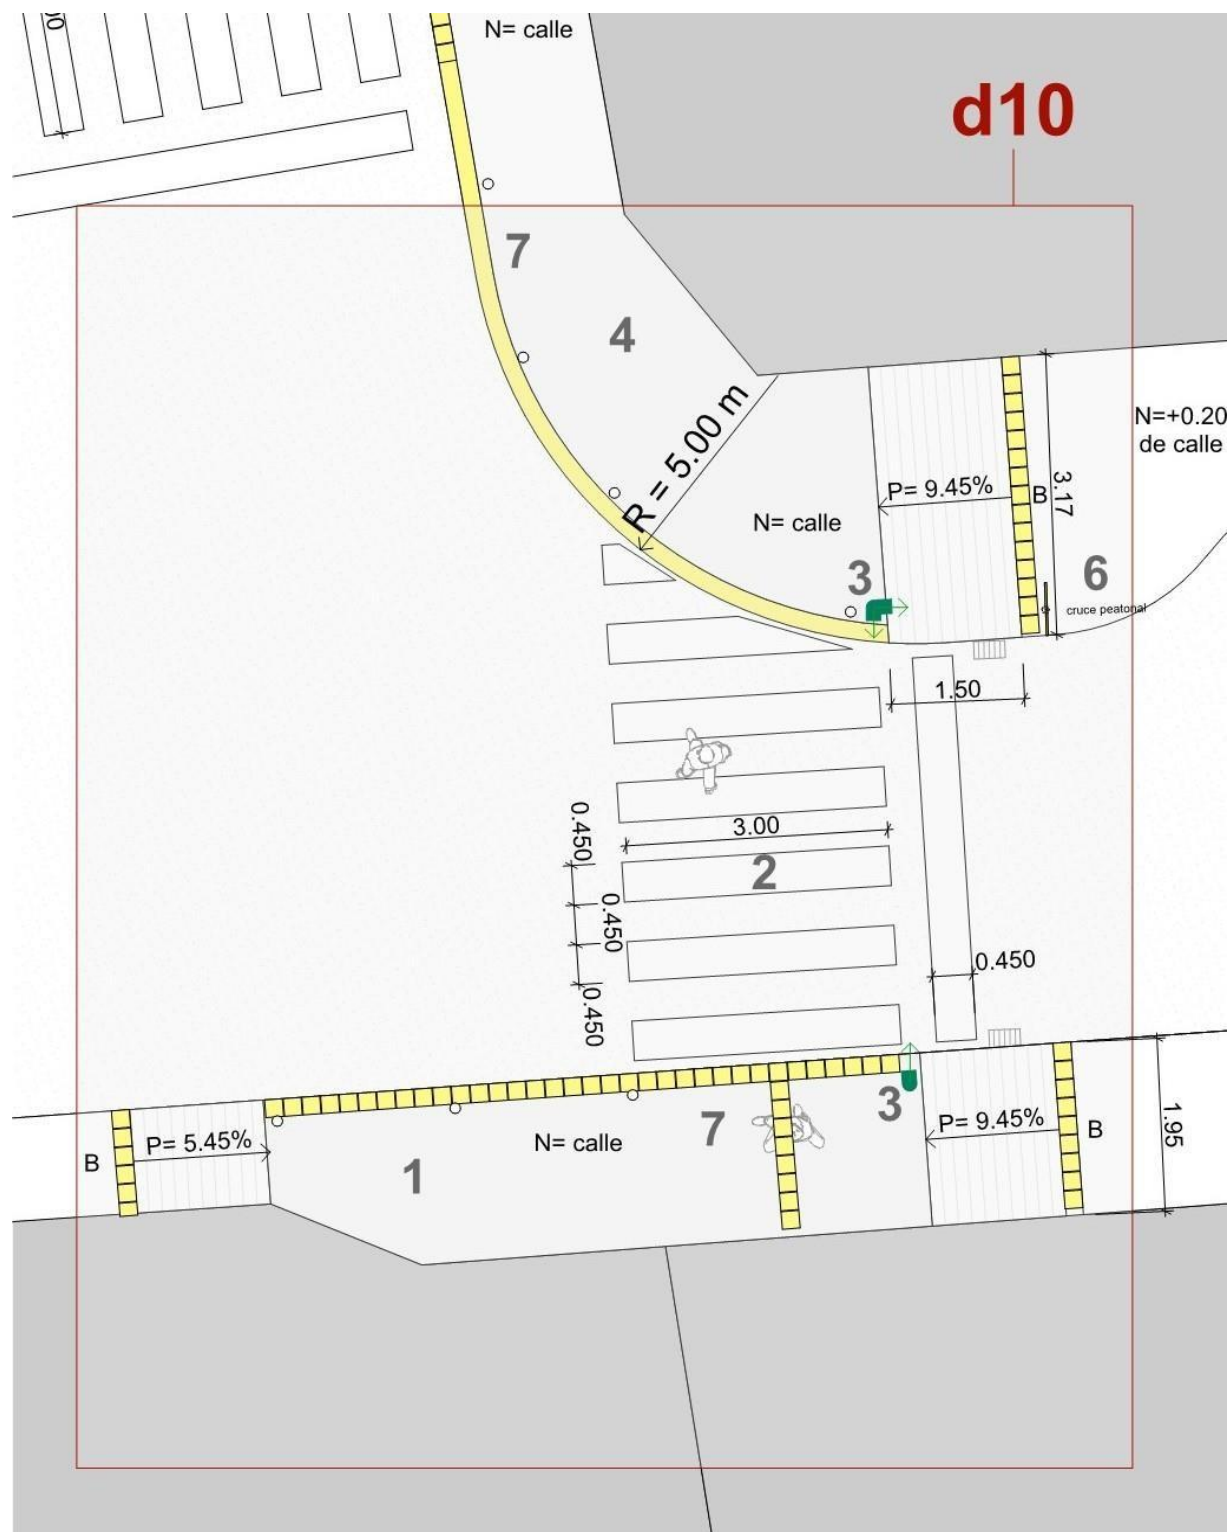 N= calle
d10
7
4
R = 5.00 m
N=+0.20
de calle
P= 9.45%
B
3.17
N= calle
3
6
cruce peatonal
1.50
0.450
3.00
2
0.450
0.450
0.450
3
7
N= calle
P= 5.45%
B
1
P= 9.45%
B
1.95